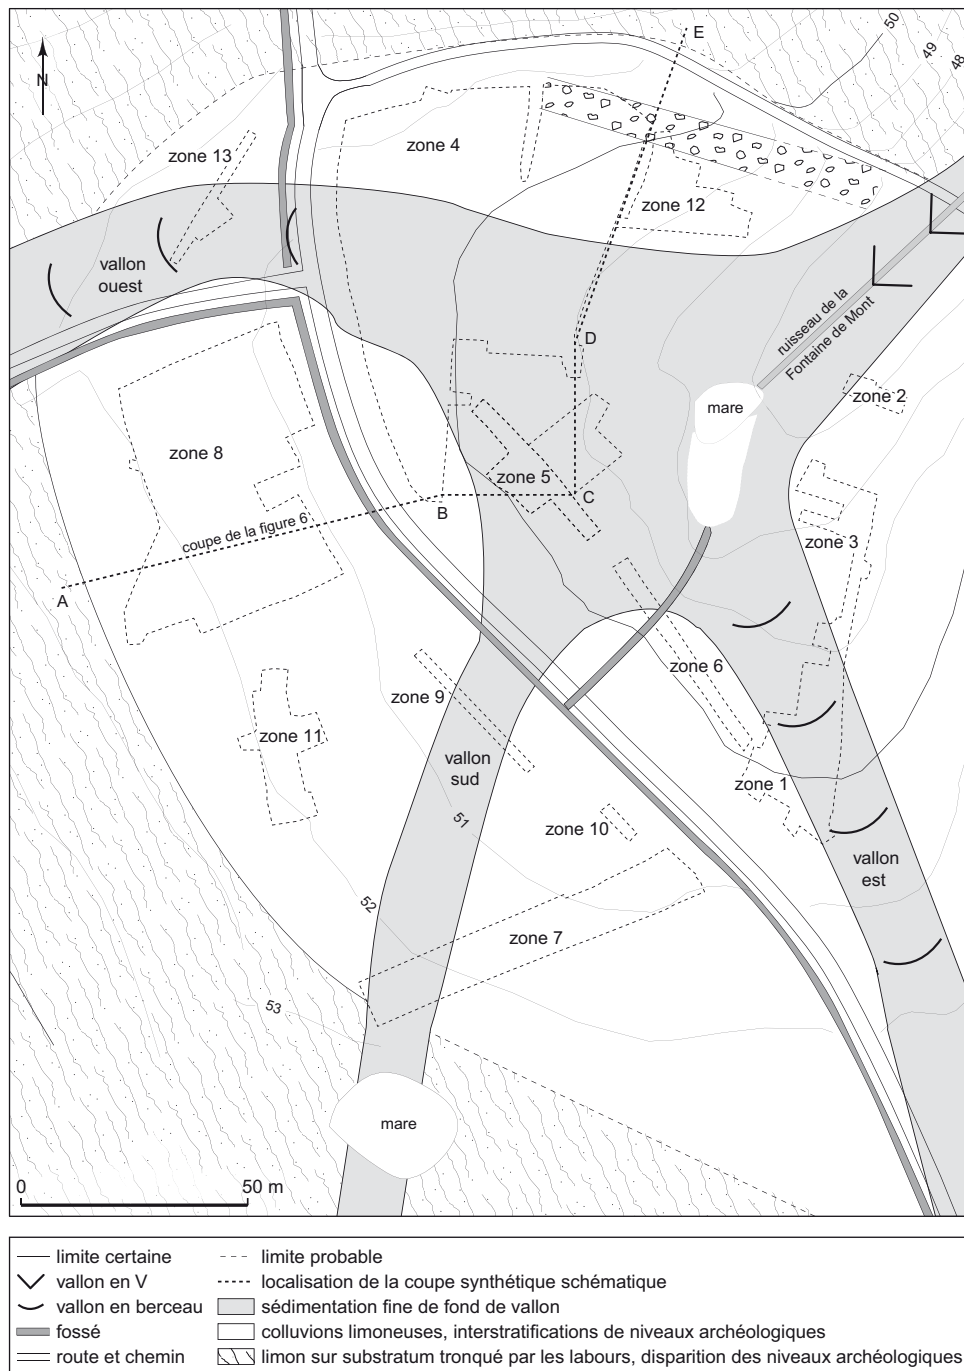 E
50
49
48
N
zone 13
zone 4
zone 12
vallon
ouest
ruisseau de la
Fontaine de Mont
D
mare
zone 2
zone 8
zone 5
C
B
coupe de la figure 6
zone 3
A
zone 6
zone 9
zone 11
vallon
sud
zone 1
51
zone 10
vallon
est
52
zone 7
53
mare
0
50 m
limite certaine
limite probable
vallon en V
localisation de la coupe synthétique schématique
vallon en berceau
sédimentation fine de fond de vallon
fossé
colluvions limoneuses, interstratifications de niveaux archéologiques
route et chemin
limon sur substratum tronqué par les labours, disparition des niveaux archéologiques